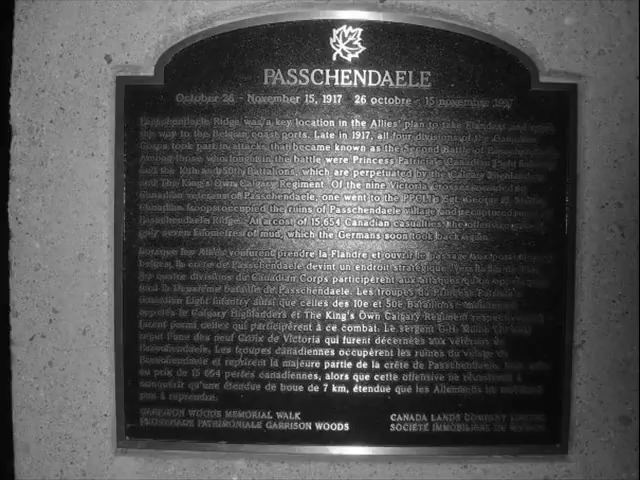 PASSCHENDAELE
October 26 - November 15, 1917 26 octobre - 15 novembre 1917
Passchendaele Ridge was a key location in the Allies' plan to take Flanders and open
the way to the Belgian coast ports. Late in 1917, all four divisions of the Canadian
Corps took part in attacks that became known as the Second Battle of Passchendaele.
Among those who fought in the battle were Princess Patricia's Canadian Light Infantry
and the 10th and 50th Battalions, which are perpetuated by the Calgary Highlanders
and The King's Own Calgary Regiment. Of the nine Victoria Crosses awarded to
Canadian veterans of Passchendaele, one went to the PPCLI's Sgt George H. Mullin.
Canadian troops occupied the ruins of Passchendaele village and recaptured most of
Passchendaele Ridge. At a cost of 15 654 Canadian casualties, the offensive gained
only seven kilometres of mud, which the Germans soon took back again.
Lorsque les Alliés voulurent prendre la Flandre et ouvrir le passage aux ports
belges, la crête de Passchendaele devint un endroit stratégique. Vers la fin de
les quatre divisions du Canadian Corps participèrent aux attaques qu'on appela
tard la Deuxième bataille de Passchendaele. Les troupes du Princess Patricia's
Canadian Light Infantry ainsi que celles des 10e et 50e Bataillons
appelés le Calgary Highlanders et The King's Own Calgary Regiment respectivement
furent parmi celles qui participèrent à ce combat. Le sergent G.H. Mullin
reçut l'une des neuf Croix de Victoria qui furent décernées aux vétérans de
Passchendaele. Les troupes canadiennes occupèrent les ruines du village de
Passchendaele et reprirent la majeure partie de la crête de Passchendaele.
au prix de 15 654 pertes canadiennes, alors que cette offensive ne réussit
conquérir qu'une étendue de boue de 7 km, étendue que les Allemands
plus à reprendre.
GARRISON WOODS MEMORIAL WALK CANADA LANDS COMPANY LIMITED
PROMENADE PATRIMONIALE GARRISON WOODS SOCIÉTÉ IMMOBILIÈRE DU CANADA